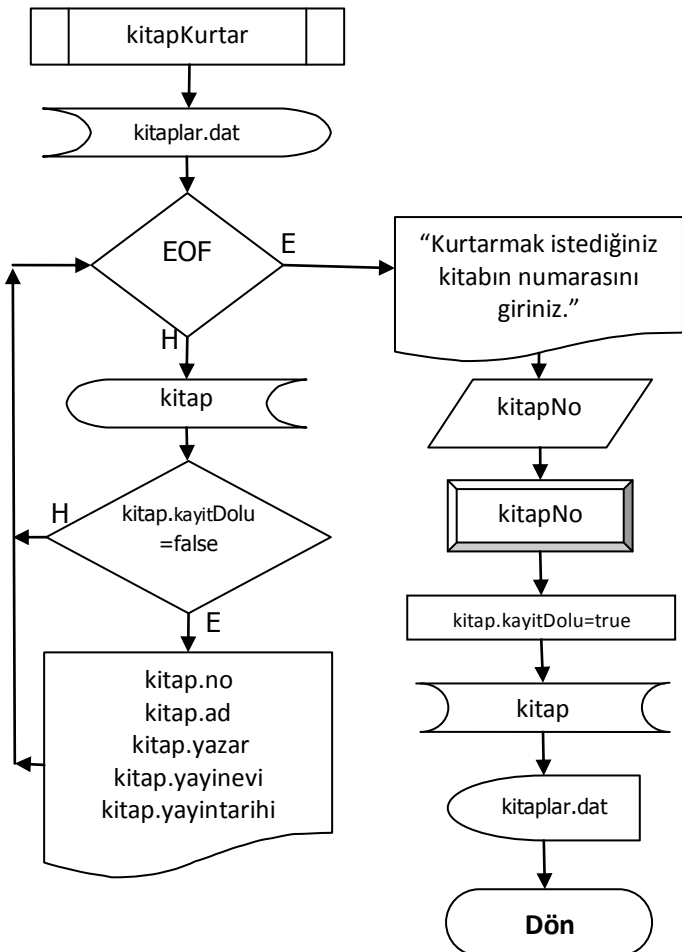 kitapKurtar
kitaplar.dat
EOF
E
H
kitap
kitap.kayitDolu
=false
H
E
kitap.no
kitap.ad
kitap.yazar
kitap.yayinevi
kitap.yayintarihi
“Kurtarmak istediğiniz
kitabın numarasını
giriniz.”
kitapNo
kitapNo
kitap.kayitDolu=true
kitap
kitaplar.dat
Dön